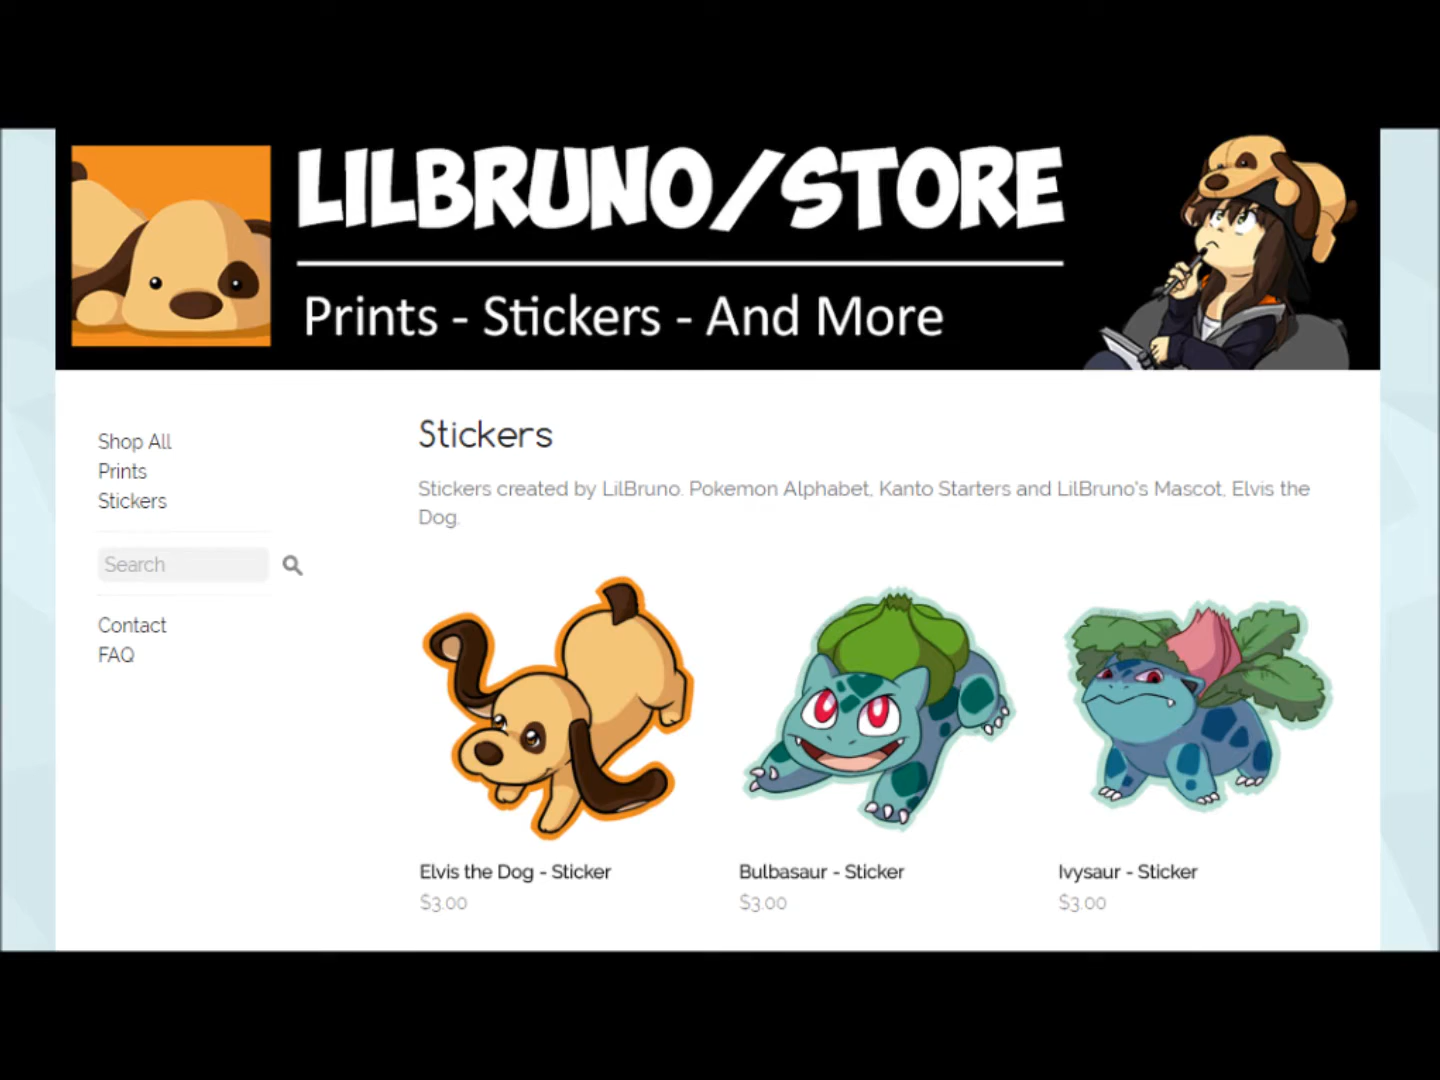 LILBRUNO/STORE
Prints - Stickers - And More
Shop All
Prints
Stickers
Search
Contact
FAQ
Stickers
Stickers created by LilBruno. Pokemon Alphabet, Kanto Starters and LilBruno's Mascot, Elvis the
Dog.
Elvis the Dog - Sticker
$3.00
Bulbasaur - Sticker
$3.00
Ivysaur - Sticker
$3.00